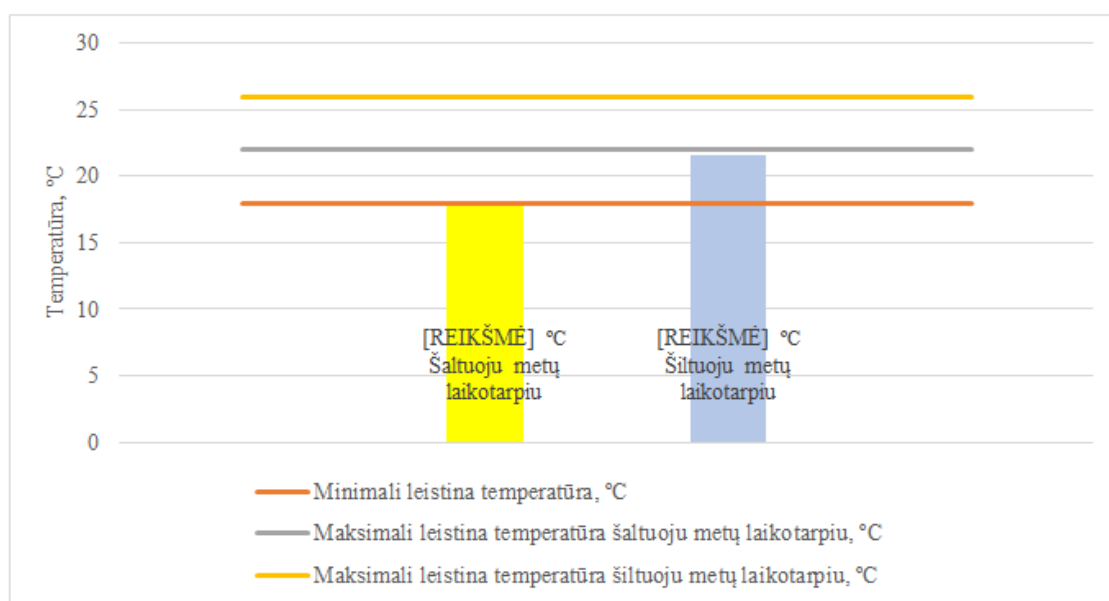 30
25
20
15
10
5
0
Temperatūra, °C
[REIKŠMĖ] °C
Šaltuoju metų
laikotarpiu
[REIKŠMĖ] °C
Šiltuoju metų
laikotarpiu
Minimali leistina temperatūra, °C
Maksimali leistina temperatūra šaltuoju metų laikotarpiu, °C
Maksimali leistina temperatūra šiltuoju metų laikotarpiu, °C